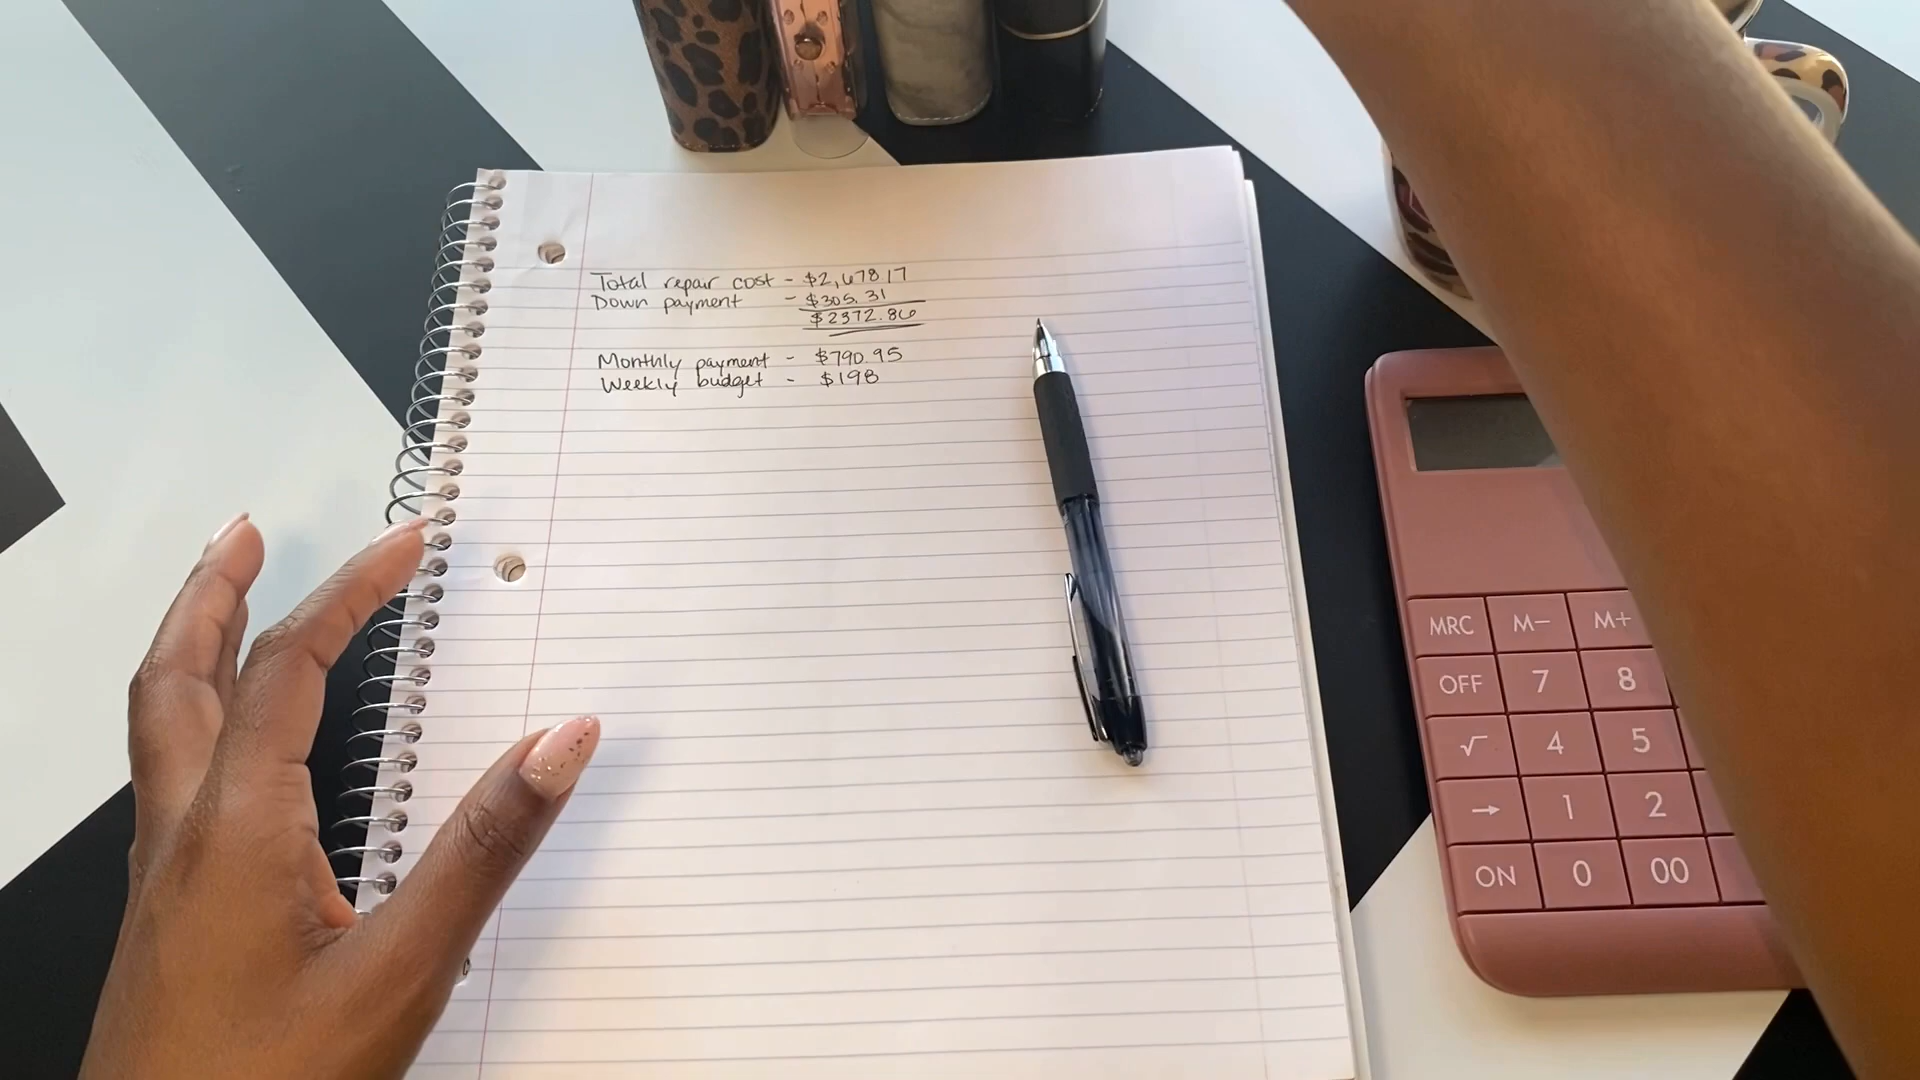 Total repair cost - $2,678.17
Down payment - $305.31
$2372.86
Monthly payment - $790.95
Weekly budget - $198
MRC M- M+
OFF 7 8
√ 4 5
→ 1 2
ON 0 00